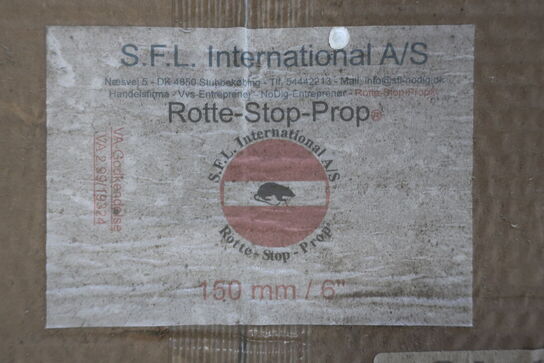 S.F.L. International A/S
Næsvej 5 - DK 4850 Stubbekøbing - Tlf. 54442213 - Mail. info@sfl-nodig.dk
Handelsfirma - Vvs-Entreprenør - NoDig-Entreprenør - Rotte-Stop-Prop®
Rotte-Stop-Prop®
VA-Godkendelse
S.F.L. International A/S
Rotte - Stop - Prop
150 mm / 6"